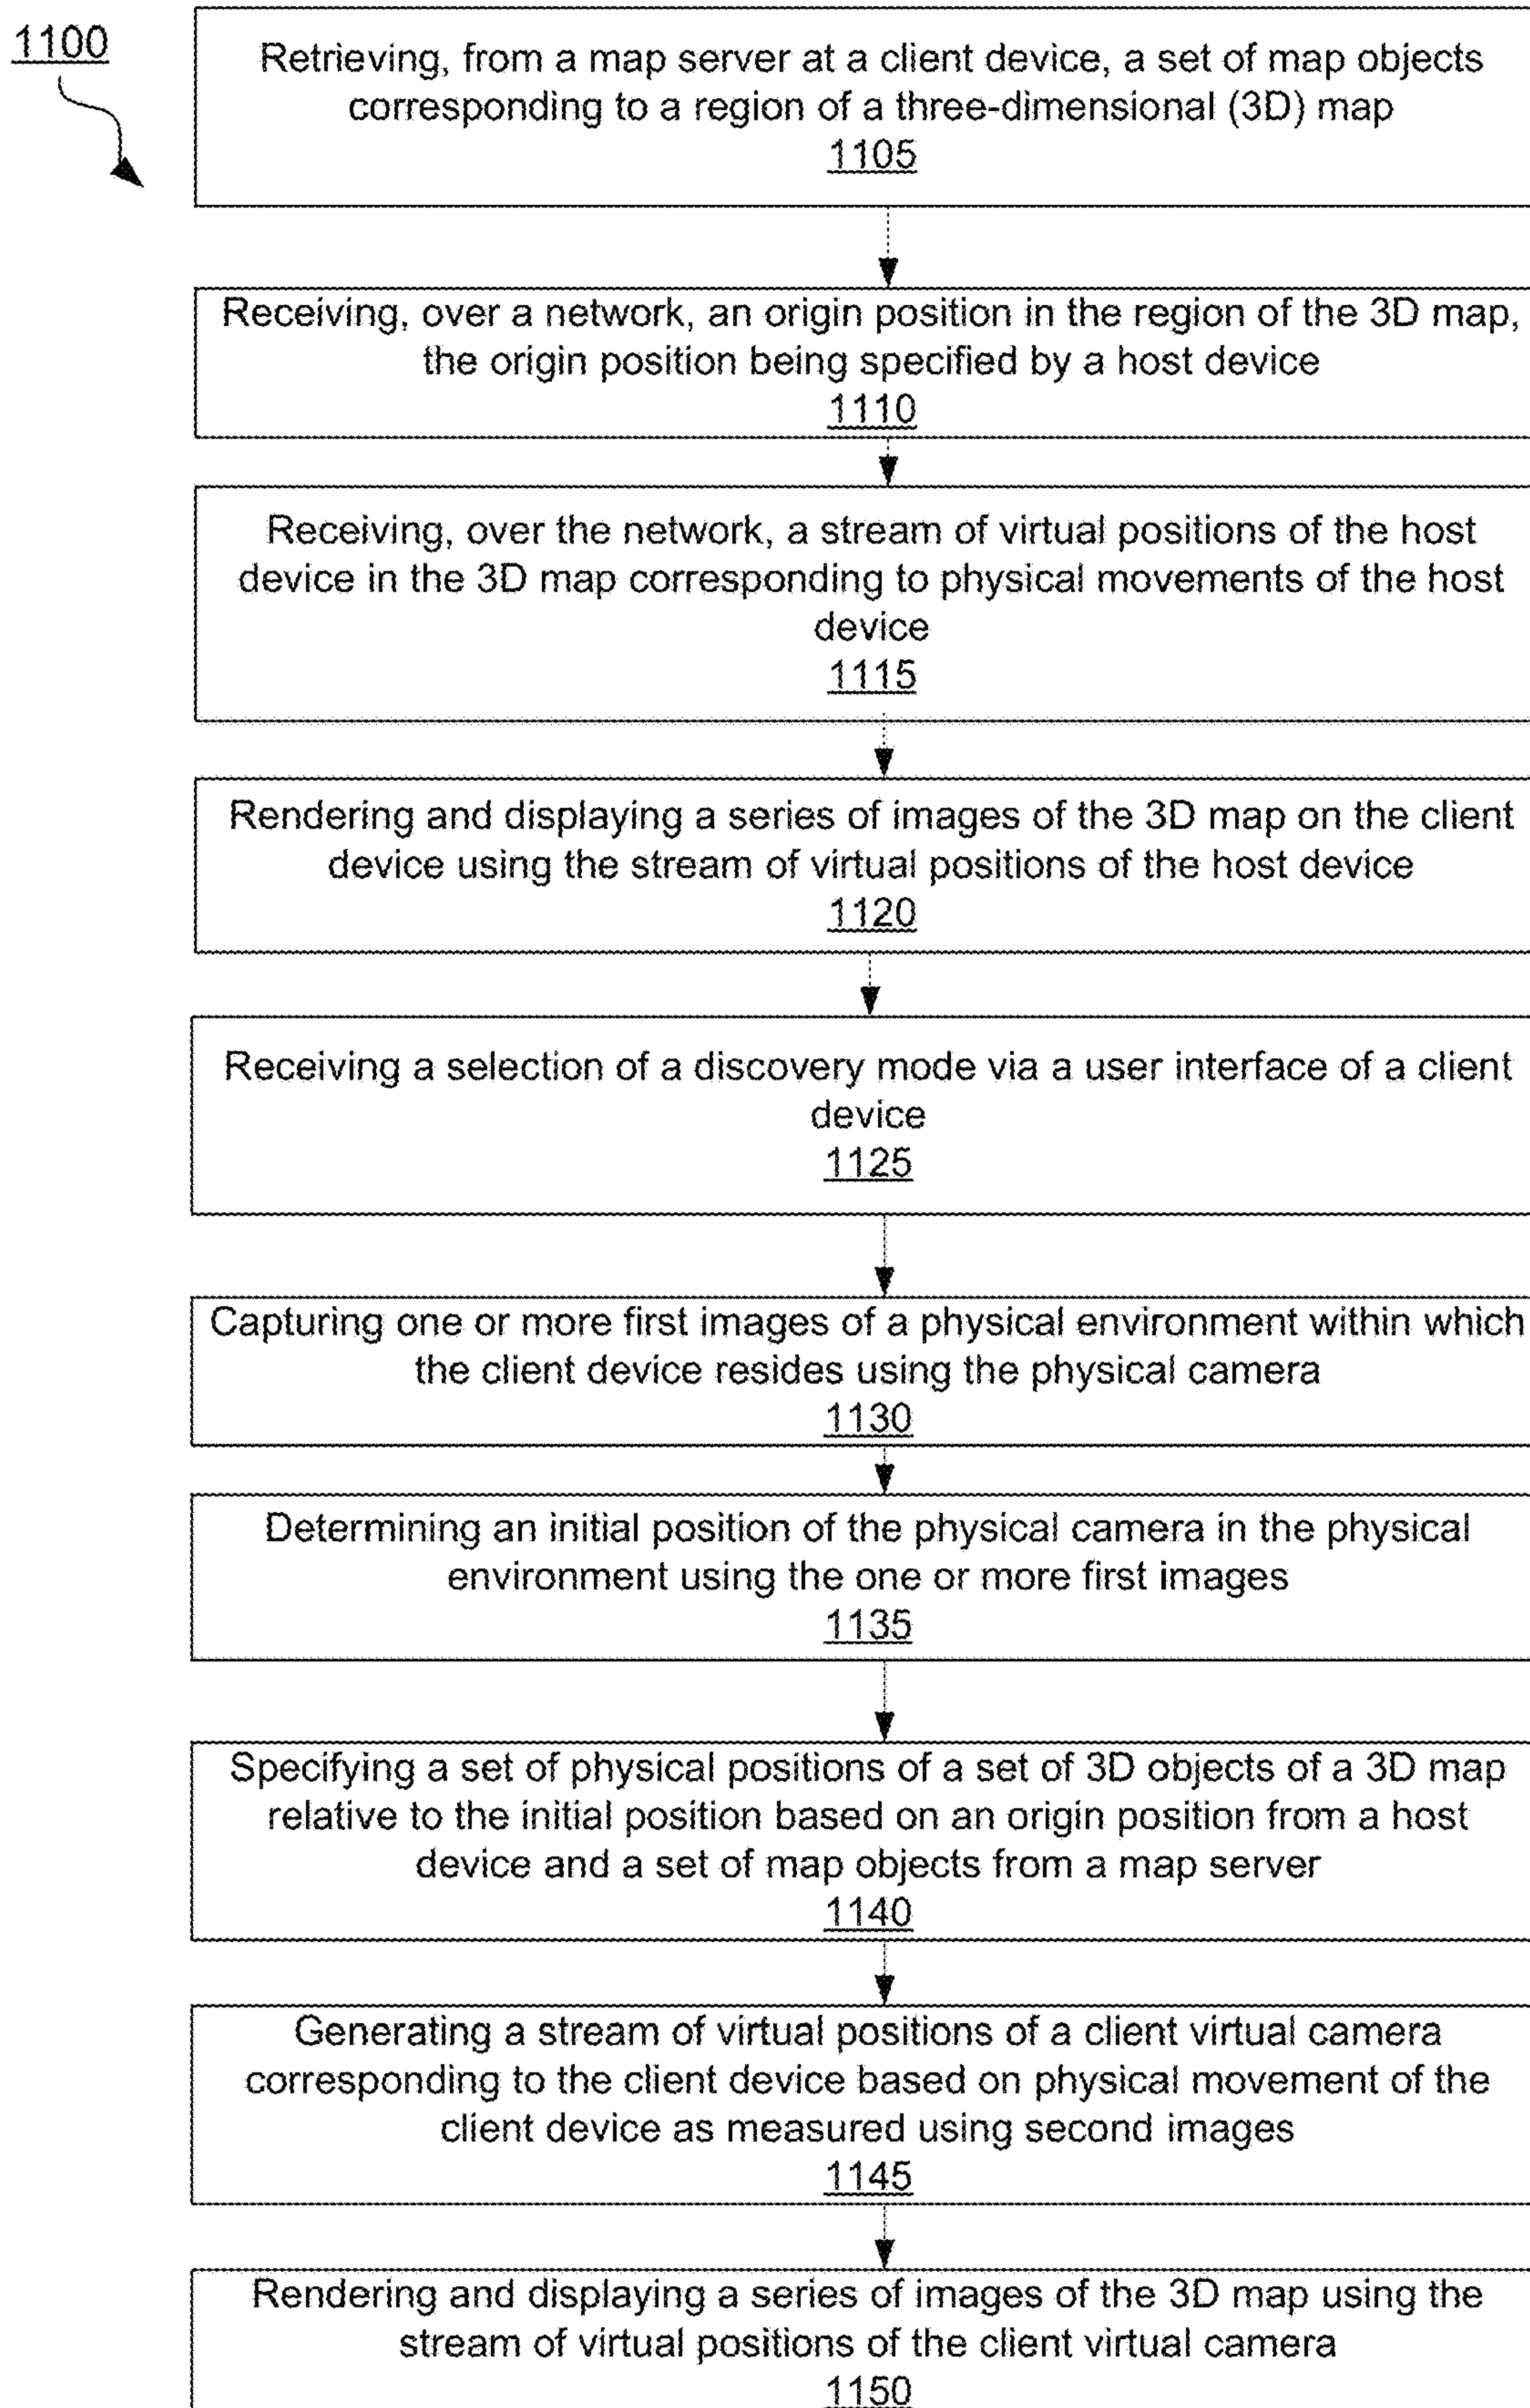 1100
Retrieving, from a map server at a client device, a set of map objects
corresponding to a region of a three-dimensional (3D) map
1105
Receiving, over a network, an origin position in the region of the 3D map,
the origin position being specified by a host device
1110
Receiving, over the network, a stream of virtual positions of the host
device in the 3D map corresponding to physical movements of the host
device
1115
Rendering and displaying a series of images of the 3D map on the client
device using the stream of virtual positions of the host device
1120
Receiving a selection of a discovery mode via a user interface of a client
device
1125
Capturing one or more first images of a physical environment within which
the client device resides using the physical camera
1130
Determining an initial position of the physical camera in the physical
environment using the one or more first images
1135
Specifying a set of physical positions of a set of 3D objects of a 3D map
relative to the initial position based on an origin position from a host
device and a set of map objects from a map server
1140
Generating a stream of virtual positions of a client virtual camera
corresponding to the client device based on physical movement of the
client device as measured using second images
1145
Rendering and displaying a series of images of the 3D map using the
stream of virtual positions of the client virtual camera
1150